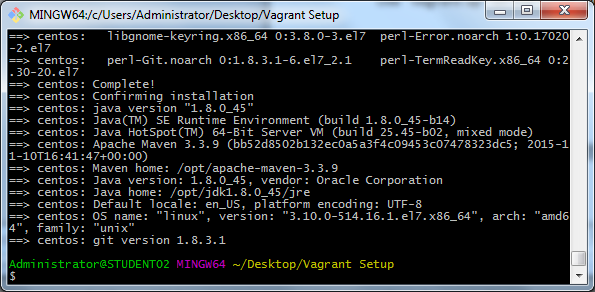 MINGW64:/c/Users/Administrator/Desktop/Vagrant Setup
==> centos:   libgnome-keyring.x86_64 0:3.8.0-3.el7  perl-Error.noarch 1:0.17020
-2.el7
==> centos:   perl-Git.noarch 0:1.8.3.1-6.el7_2.1    perl-TermReadKey.x86_64 0:2
.30-20.el7
==> centos: Complete!
==> centos: Confirming installation
==> centos: java version "1.8.0_45"
==> centos: Java(TM) SE Runtime Environment (build 1.8.0_45-b14)
==> centos: Java HotSpot(TM) 64-Bit Server VM (build 25.45-b02, mixed mode)
==> centos: Apache Maven 3.3.9 (bb52d8502b132ec0a5a3f4c09453c07478323dc5; 2015-1
1-10T16:41:47+00:00)
==> centos: Maven home: /opt/apache-maven-3.3.9
==> centos: Java version: 1.8.0_45, vendor: Oracle Corporation
==> centos: Java home: /opt/jdk1.8.0_45/jre
==> centos: Default locale: en_US, platform encoding: UTF-8
==> centos: OS name: "linux", version: "3.10.0-514.16.1.el7.x86_64", arch: "amd6
4", family: "unix"
==> centos: git version 1.8.3.1
Administrator@STUDENT02 MINGW64 ~/Desktop/Vagrant Setup
$